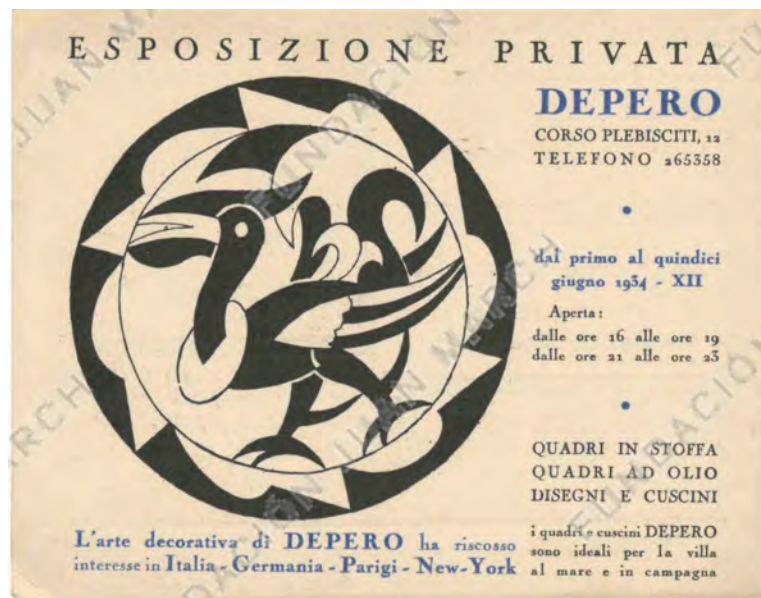 ESPOSIZIONE PRIVATA
DEPERO
CORSO PLEBISCITI, 12
TELEFONO 265358
dal primo al quindici
giugno 1934 - XII
Aperta:
dalle ore 16 alle ore 19
dalle ore 21 alle ore 23
QUADRI IN STOFFA
QUADRI AD OLIO
DISEGNI E CUSCINI
i quadri e cuscini DEPERO
sono ideali per la villa
al mare e in campagna
L'arte decorativa di DEPERO ha riscosso
interesse in Italia - Germania - Parigi - New-York
FUNDACIÓN JUAN MARCH